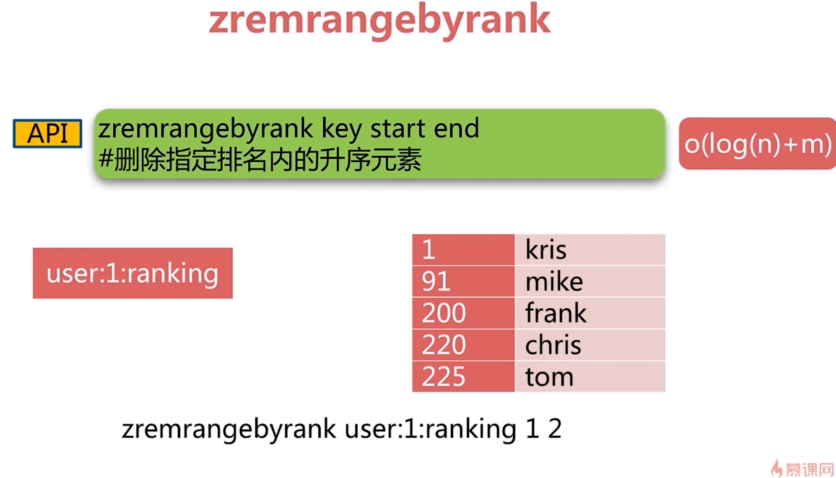 zremrangebyrank
API
zremrangebyrank key start end
#删除指定排名内的升序元素
o(log(n)+m)
user:1:ranking
1 kris
91 mike
200 frank
220 chris
225 tom
zremrangebyrank user:1:ranking 1 2
慕课网